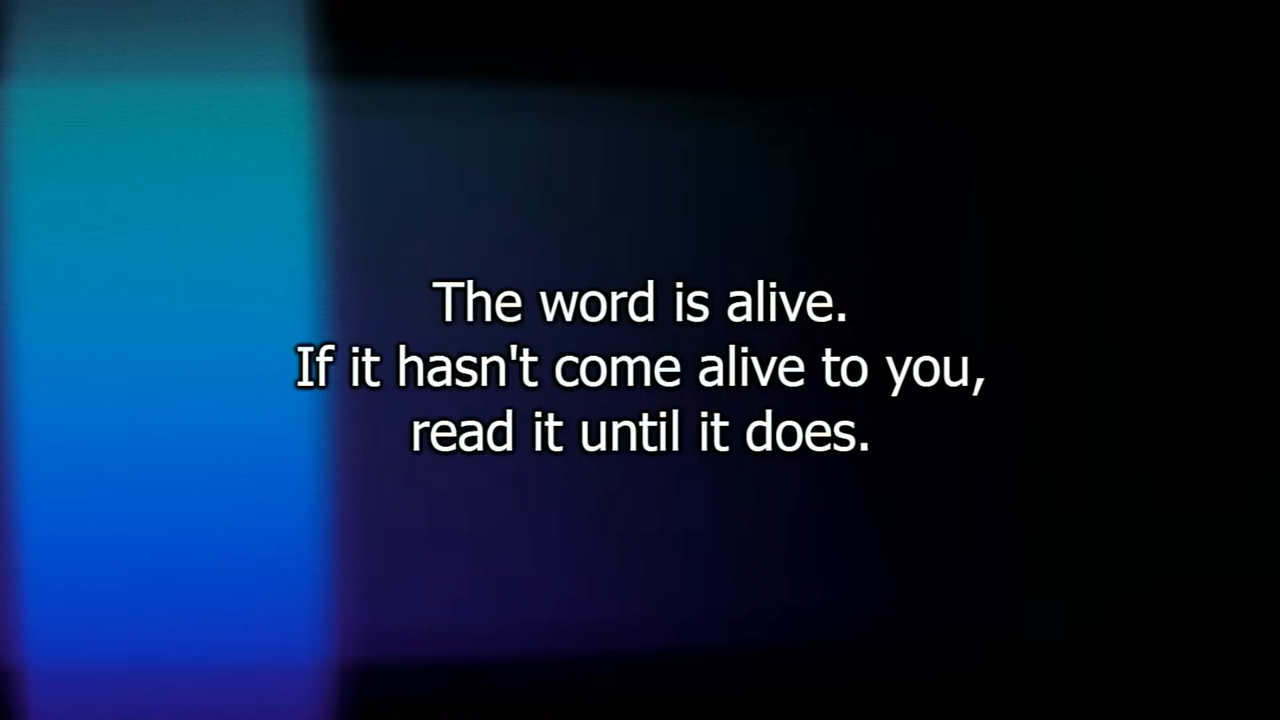 The word is alive.
If it hasn't come alive to you,
read it until it does.